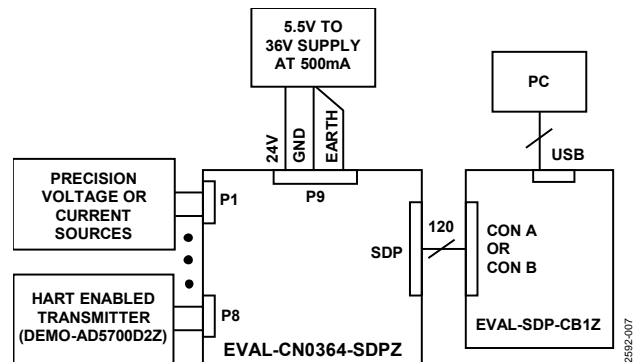 5.5V TO
36V SUPPLY
AT 500mA
PC
24V
GND
EARTH
USB
PRECISION
VOLTAGE OR
CURRENT
SOURCES
P1
P9
120
SDP
CON A
OR
CON B
HART ENABLED
TRANSMITTER
(DEMO-AD5700D2Z)
P8
EVAL-CN0364-SDPZ
EVAL-SDP-CB1Z
2592-007